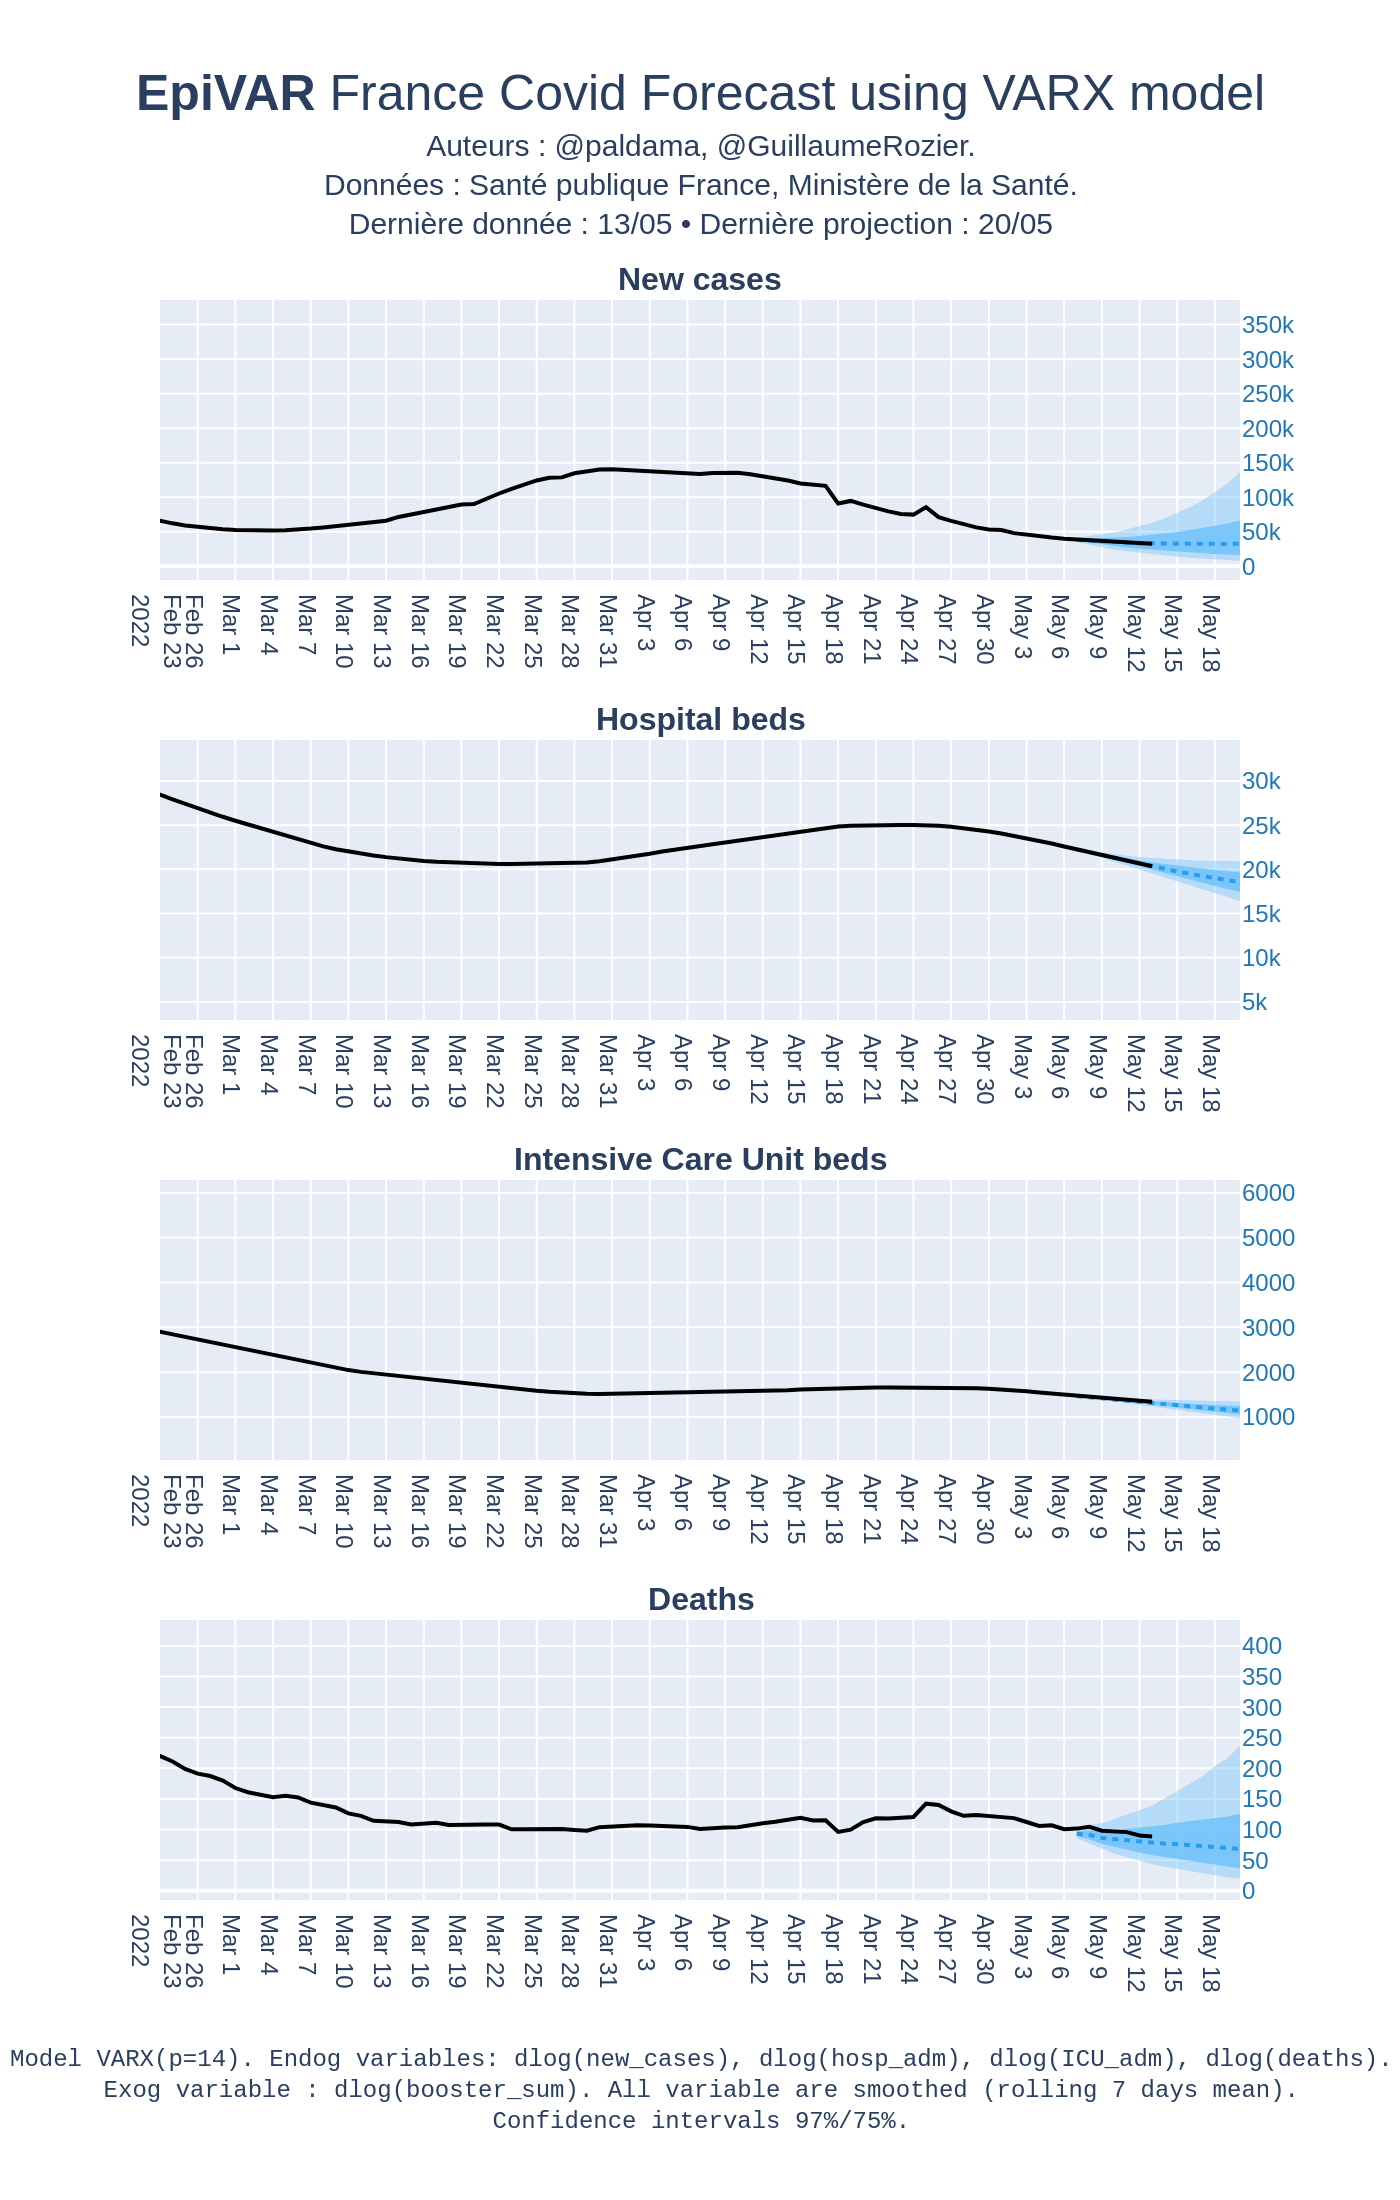 EpiVAR France Covid Forecast using VARX model
Auteurs : @paldama, @GuillaumeRozier.
Données : Santé publique France, Ministère de la Santé.
Dernière donnée : 13/05 • Dernière projection : 20/05
New cases
350k
300k
250k
200k
150k
100k
50k
0
Feb 23
2022
Feb 26
Mar 1
Mar 4
Mar 7
Mar 10
Mar 13
Mar 16
Mar 19
Mar 22
Mar 25
Mar 28
Mar 31
Apr 3
Apr 6
Apr 9
Apr 12
Apr 15
Apr 18
Apr 21
Apr 24
Apr 27
Apr 30
May 3
May 6
May 9
May 12
May 15
May 18
Hospital beds
30k
25k
20k
15k
10k
5k
Feb 23
2022
Feb 26
Mar 1
Mar 4
Mar 7
Mar 10
Mar 13
Mar 16
Mar 19
Mar 22
Mar 25
Mar 28
Mar 31
Apr 3
Apr 6
Apr 9
Apr 12
Apr 15
Apr 18
Apr 21
Apr 24
Apr 27
Apr 30
May 3
May 6
May 9
May 12
May 15
May 18
Intensive Care Unit beds
6000
5000
4000
3000
2000
1000
Feb 23
2022
Feb 26
Mar 1
Mar 4
Mar 7
Mar 10
Mar 13
Mar 16
Mar 19
Mar 22
Mar 25
Mar 28
Mar 31
Apr 3
Apr 6
Apr 9
Apr 12
Apr 15
Apr 18
Apr 21
Apr 24
Apr 27
Apr 30
May 3
May 6
May 9
May 12
May 15
May 18
Deaths
400
350
300
250
200
150
100
50
0
Feb 23
2022
Feb 26
Mar 1
Mar 4
Mar 7
Mar 10
Mar 13
Mar 16
Mar 19
Mar 22
Mar 25
Mar 28
Mar 31
Apr 3
Apr 6
Apr 9
Apr 12
Apr 15
Apr 18
Apr 21
Apr 24
Apr 27
Apr 30
May 3
May 6
May 9
May 12
May 15
May 18
Model VARX(p=14). Endog variables: dlog(new_cases), dlog(hosp_adm), dlog(ICU_adm), dlog(deaths).
Exog variable : dlog(booster_sum). All variable are smoothed (rolling 7 days mean).
Confidence intervals 97%/75%.